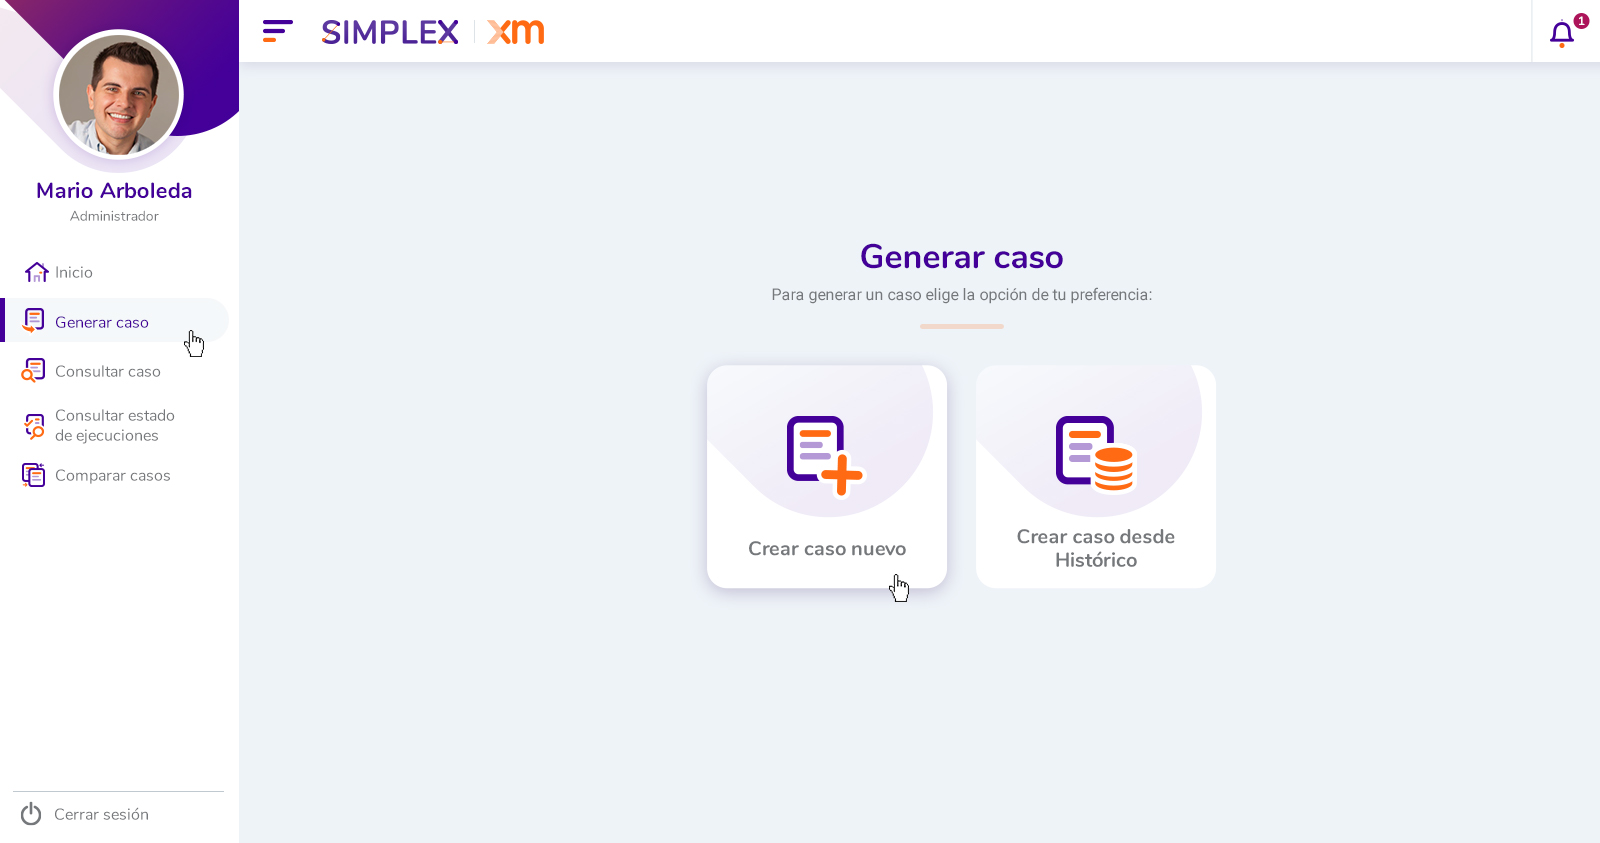 SIMPLEX xm
1
Mario Arboleda
Administrador
Inicio
Generar caso
Consultar caso
Consultar estado
de ejecuciones
Comparar casos
Cerrar sesión
Generar caso
Para generar un caso elige la opción de tu preferencia:
Crear caso nuevo
Crear caso desde
Histórico